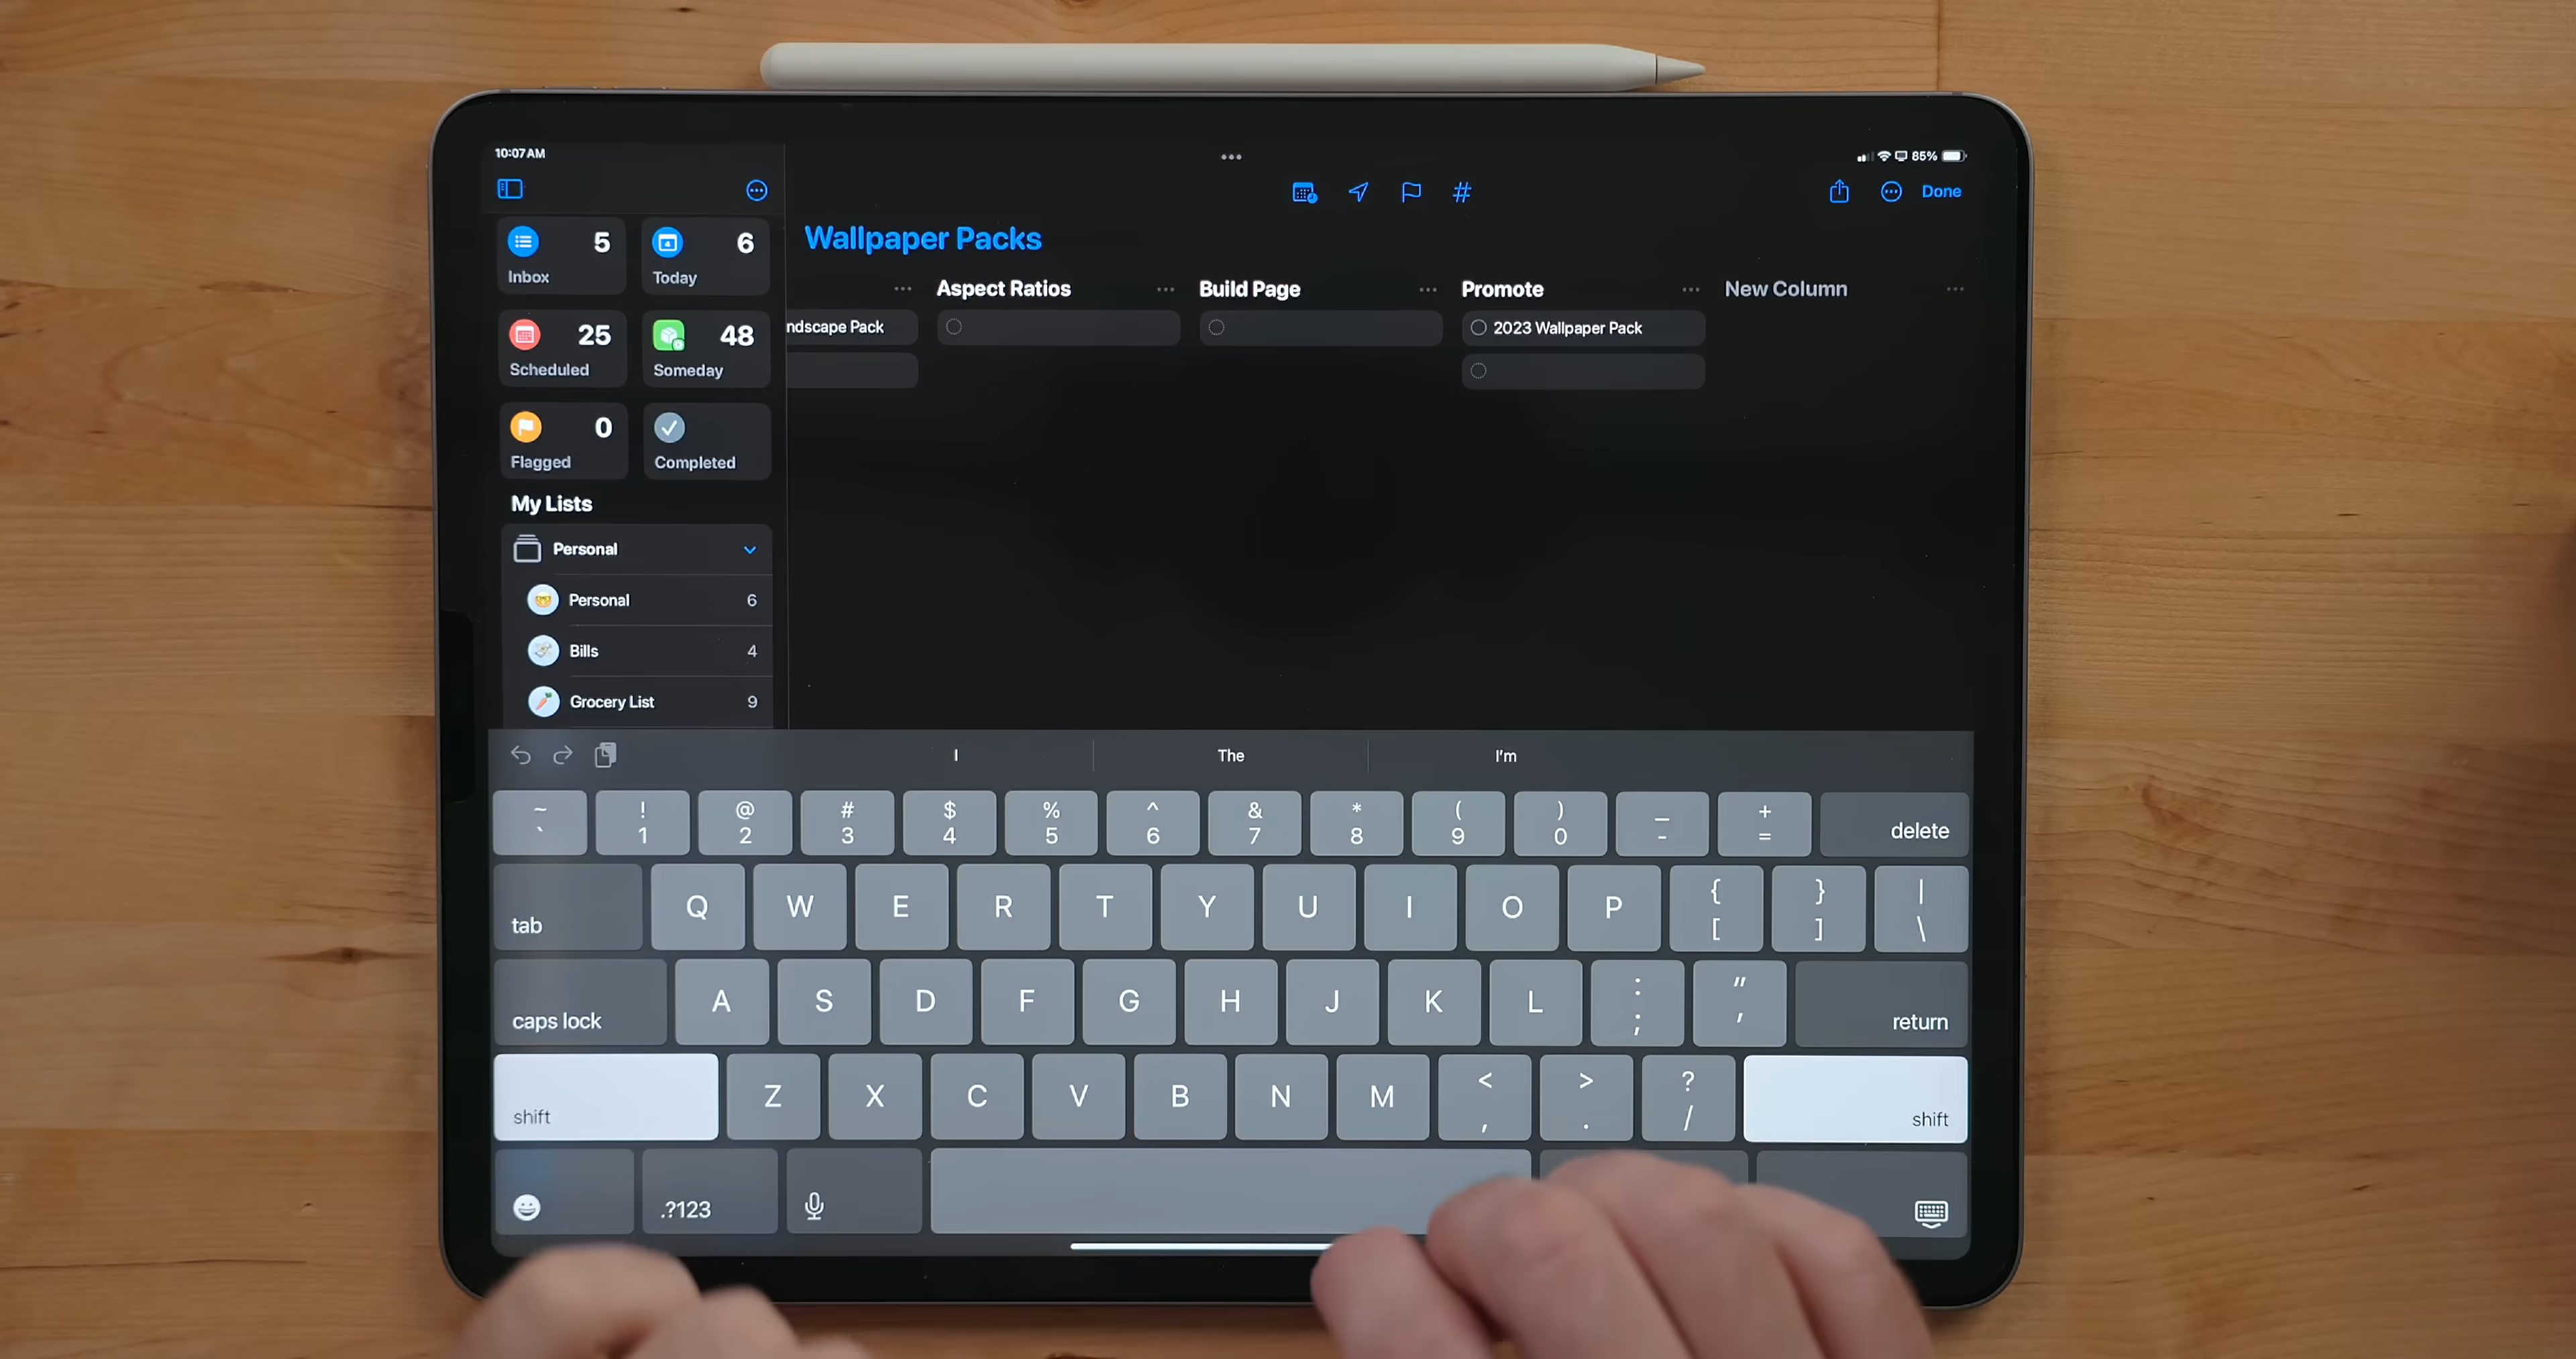 10:07 AM
85%
# Done
Inbox 5
Today 6
Scheduled 25
Someday 48
Flagged 0
Completed
My Lists
Personal
Personal 6
Bills 4
Grocery List 9
Wallpaper Packs
Aspect Ratios Build Page Promote New Column
ndscape Pack
2023 Wallpaper Pack
I The I'm
~ ! @ # $ % ^ & * ( ) _ +
` 1 2 3 4 5 6 7 8 9 0 - = delete
tab Q W E R T Y U I O P { [ } ] | \
caps lock A S D F G H J K L : ; " ' return
shift Z X C V B N M < , > . ? / shift
.?123